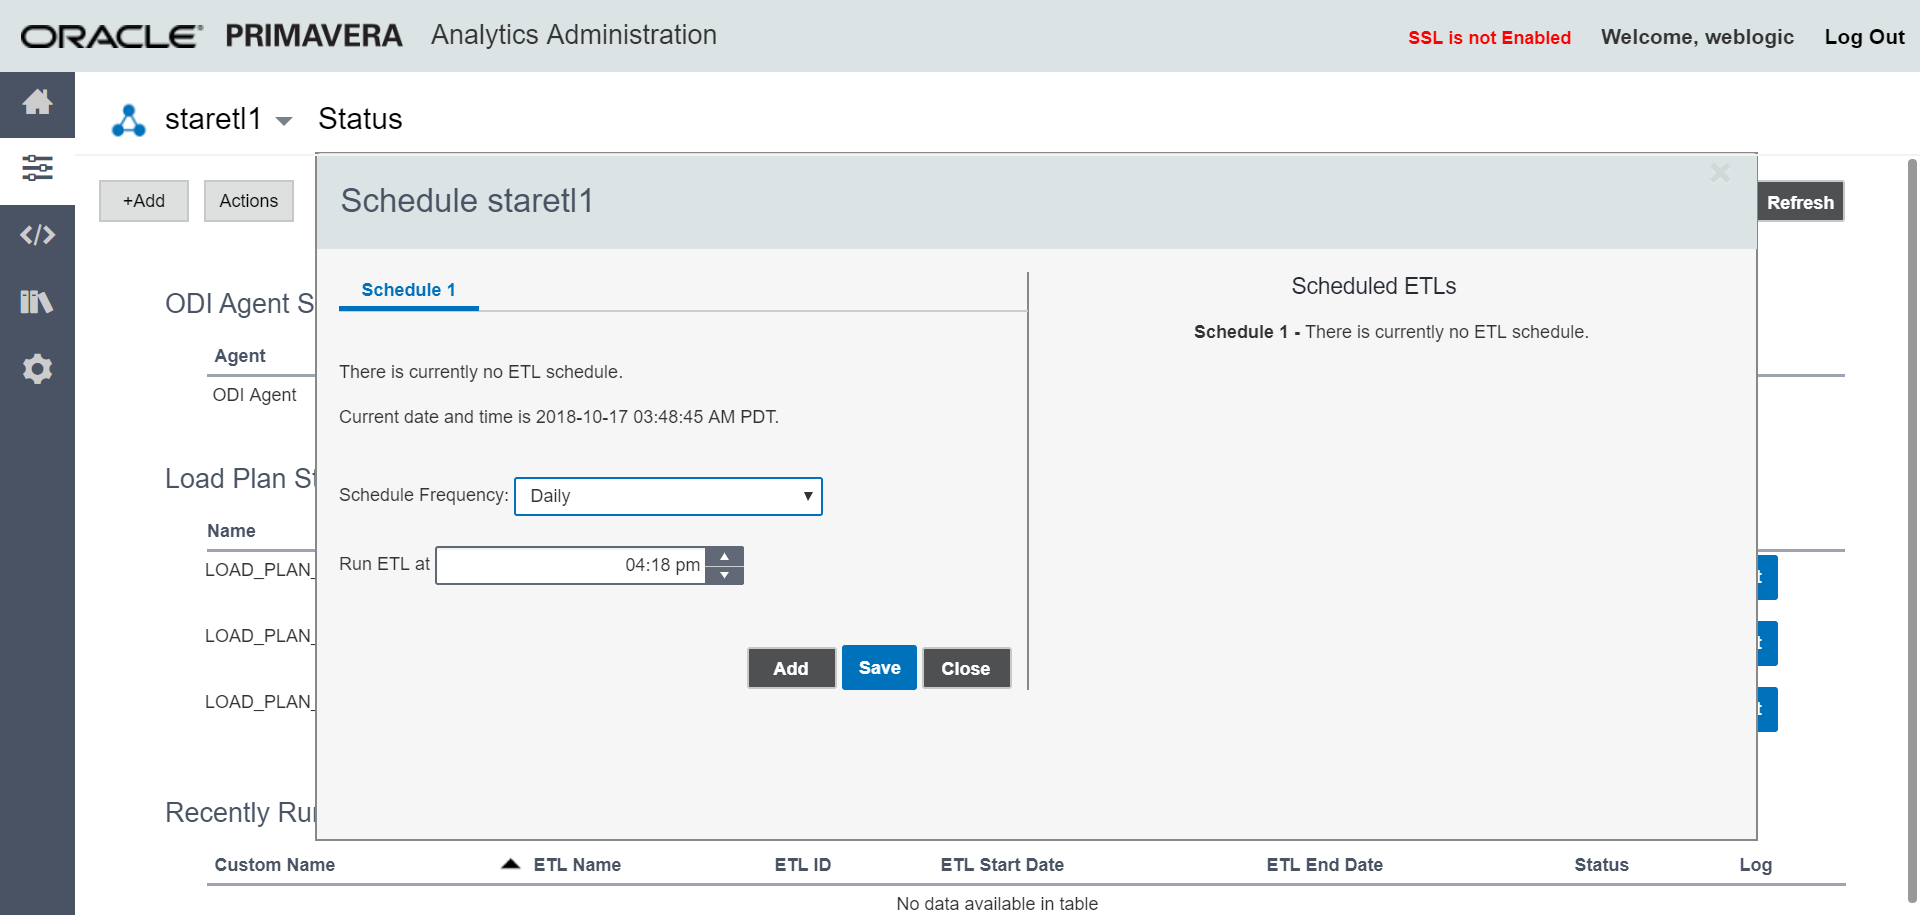 ORACLE PRIMAVERA Analytics Administration
SSL is not Enabled Welcome, weblogic Log Out
staretl1 Status
+Add Actions Refresh
Schedule staretl1
Schedule 1
There is currently no ETL schedule.
Current date and time is 2018-10-17 03:48:45 AM PDT.
Schedule Frequency: Daily
Run ETL at 04:18 pm
Add Save Close
Scheduled ETLs
Schedule 1 - There is currently no ETL schedule.
ODI Agent S
Agent
ODI Agent
Load Plan St
Name
LOAD_PLAN_
LOAD_PLAN_
LOAD_PLAN_
Recently Ru
Custom Name ETL Name ETL ID ETL Start Date ETL End Date Status Log
No data available in table